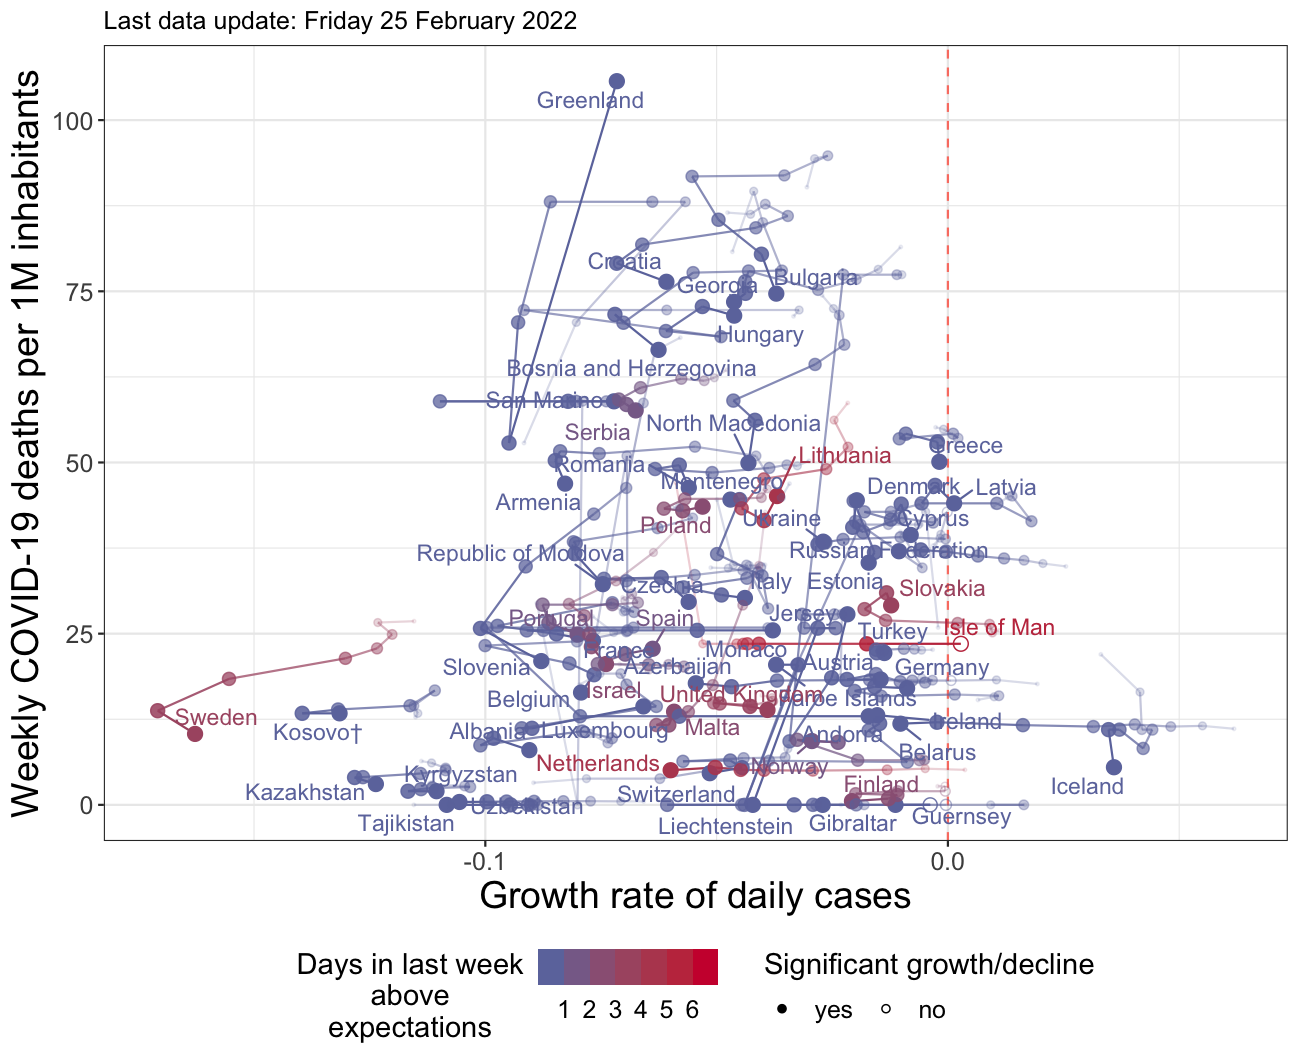 Last data update: Friday 25 February 2022
Weekly COVID-19 deaths per 1M inhabitants
100
75
50
25
0
Greenland
Croatia
Georgia
Bulgaria
Hungary
Bosnia and Herzegovina
San Marino
North Macedonia
Serbia
Greece
Lithuania
Romania
Montenegro
Denmark
Latvia
Armenia
Poland
Ukraine
Cyprus
Republic of Moldova
Russian Federation
Czechia
Italy
Estonia
Slovakia
Portugal
Spain
Jersey
Turkey
Isle of Man
France
Monaco
Slovenia
Azerbaijan
Austria
Germany
Belgium
Israel
United Kingdom
Faroe Islands
Sweden
Kosovo†
Albania
Luxembourg
Malta
Andorra
Ireland
Belarus
Netherlands
Norway
Kazakhstan
Kyrgyzstan
Switzerland
Finland
Iceland
Tajikistan
Uzbekistan
Liechtenstein
Gibraltar
Guernsey
-0.1
0.0
Growth rate of daily cases
Days in last week
above
expectations
1 2 3 4 5 6
Significant growth/decline
yes
no